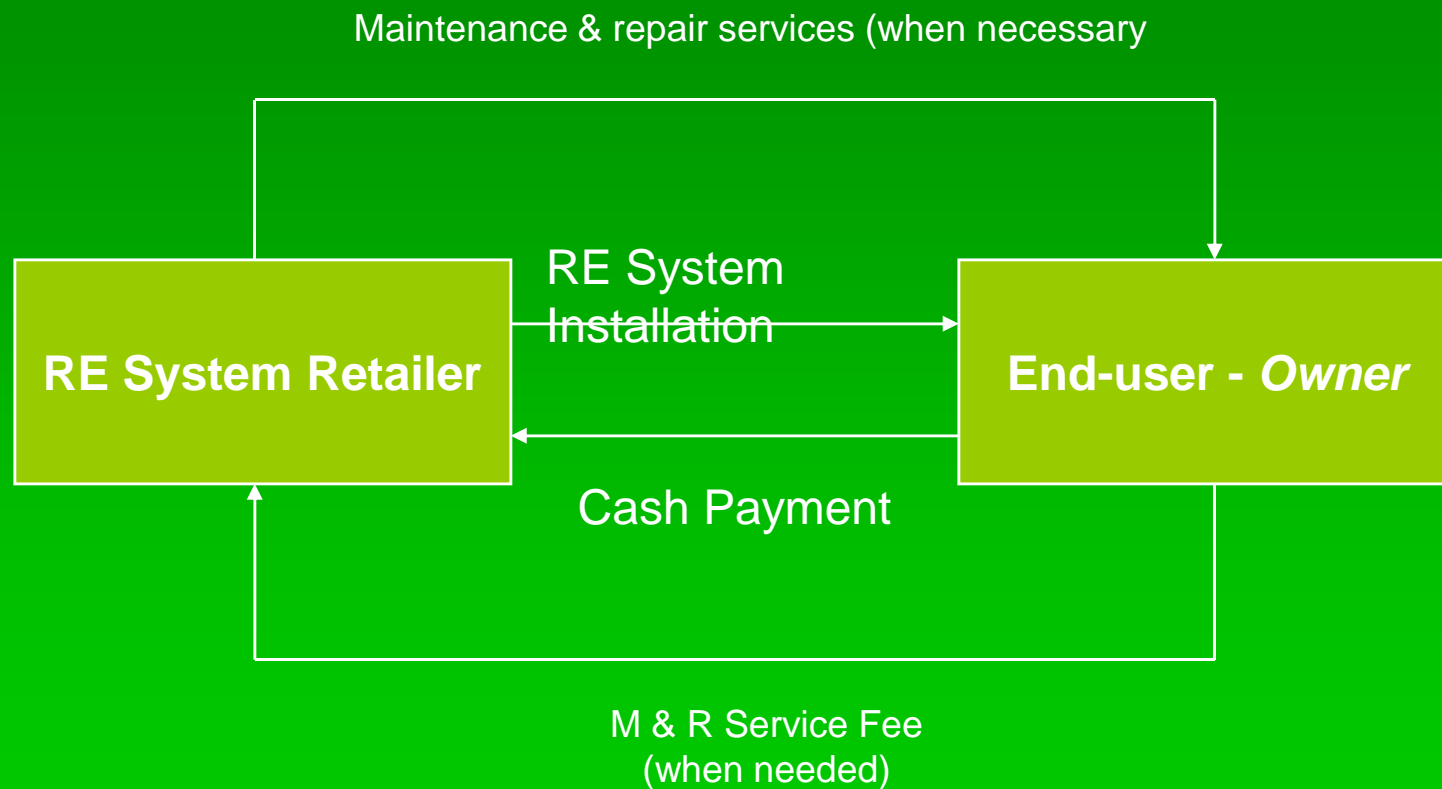 Maintenance & repair services (when necessary
RE System
Installation
RE System Retailer
End-user - Owner
Cash Payment
M & R Service Fee
(when needed)